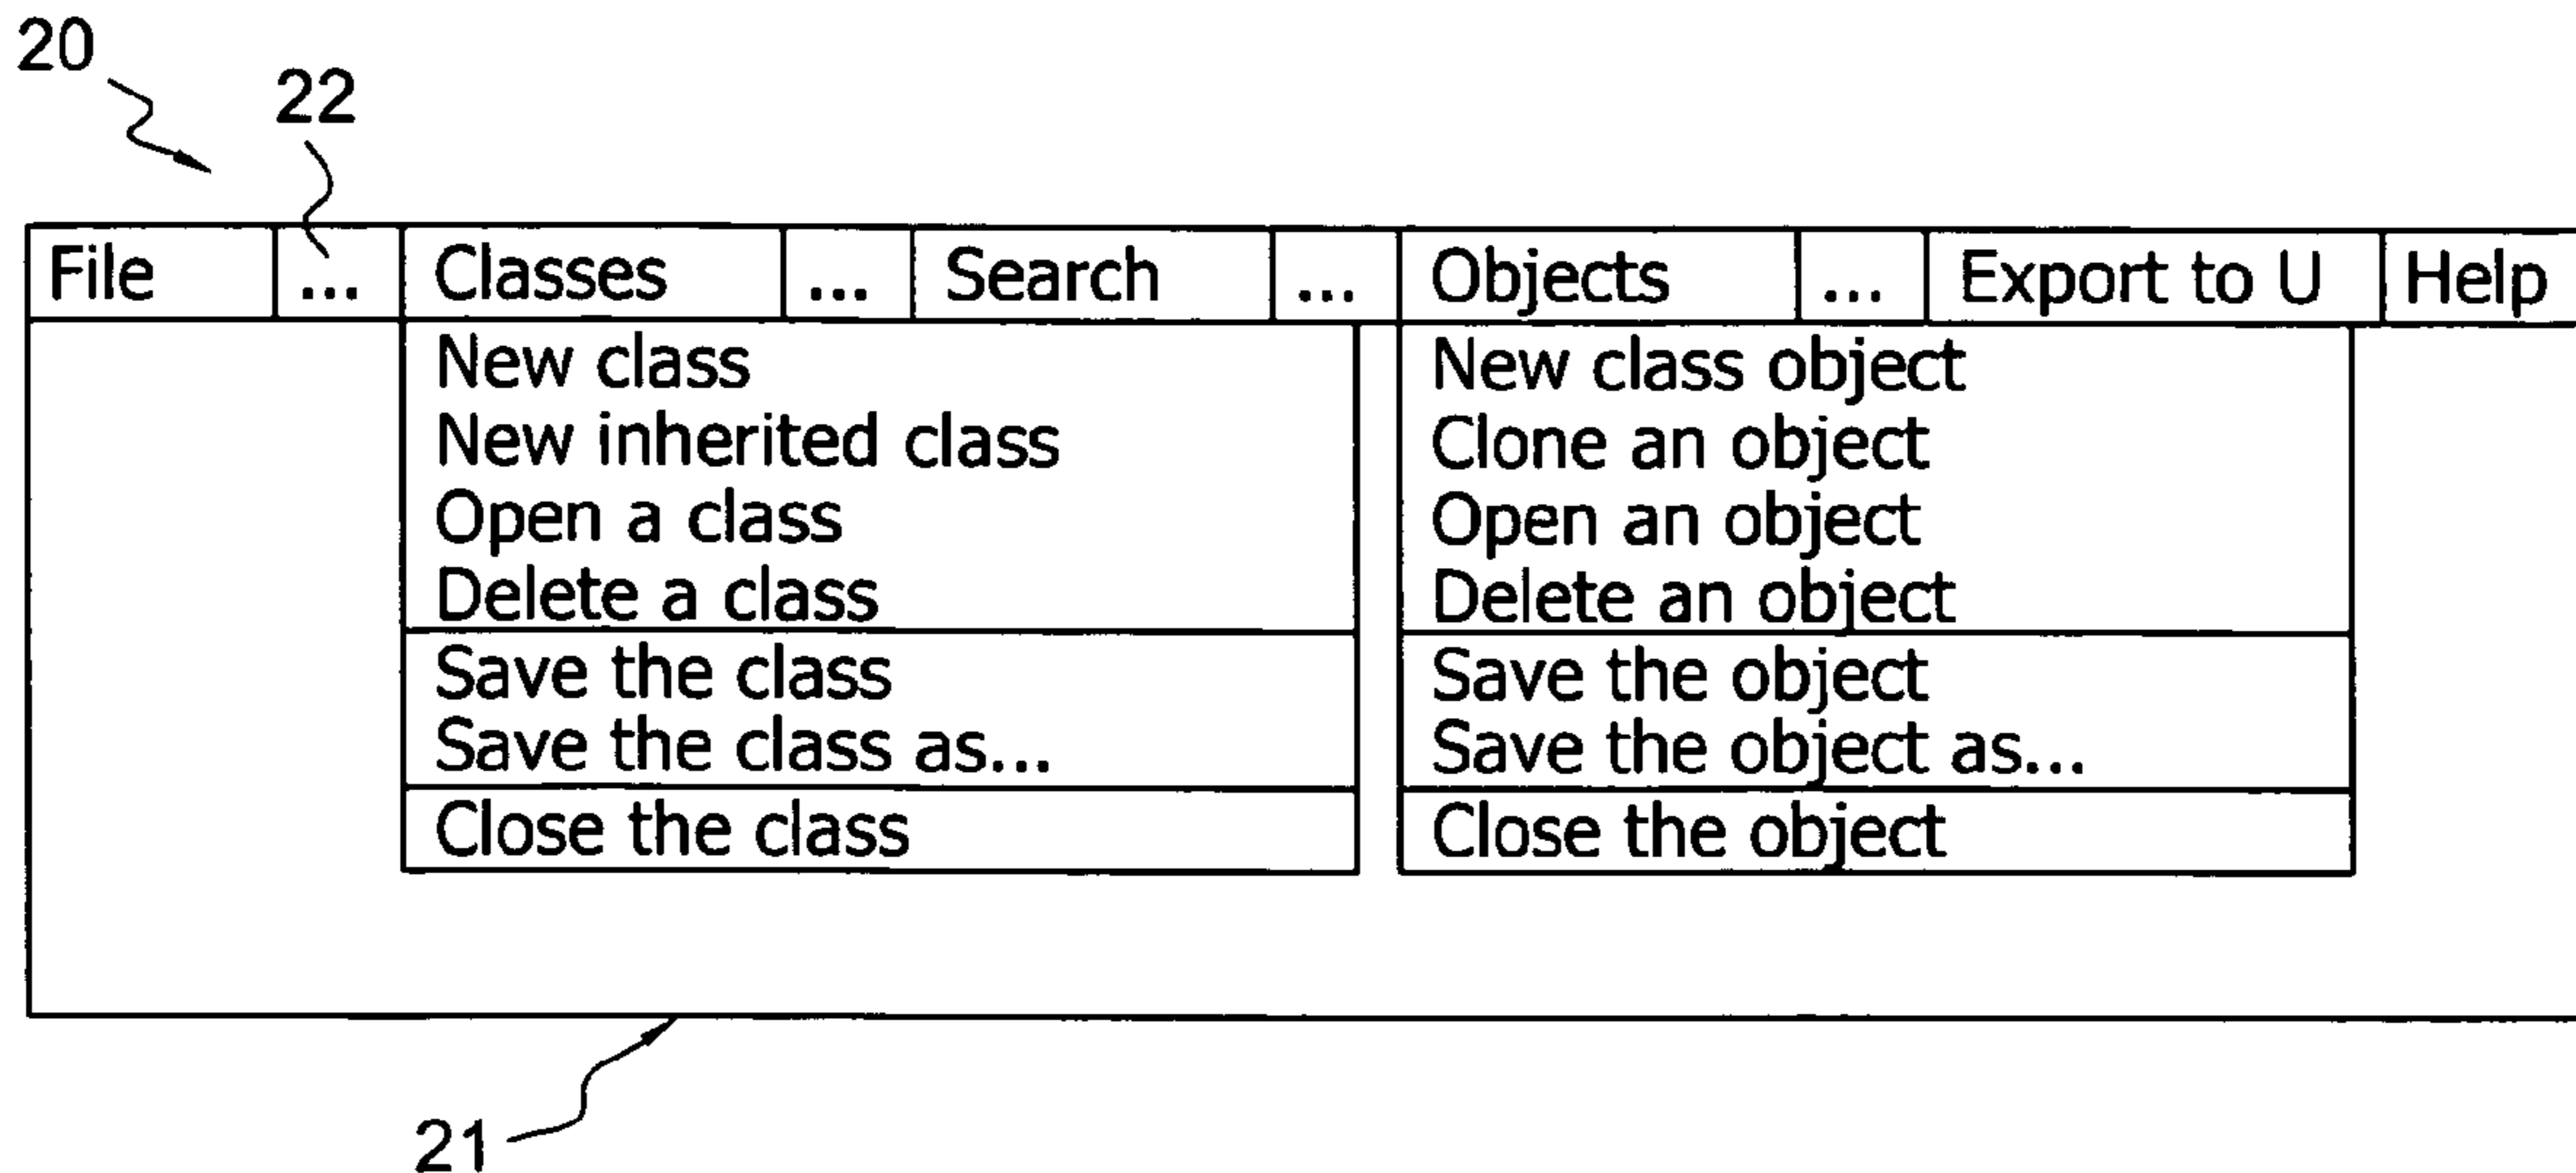 20
22
File ... Classes ... Search ... Objects ... Export to U Help
New class
New inherited class
Open a class
Delete a class
Save the class
Save the class as...
Close the class
New class object
Clone an object
Open an object
Delete an object
Save the object
Save the object as...
Close the object
21